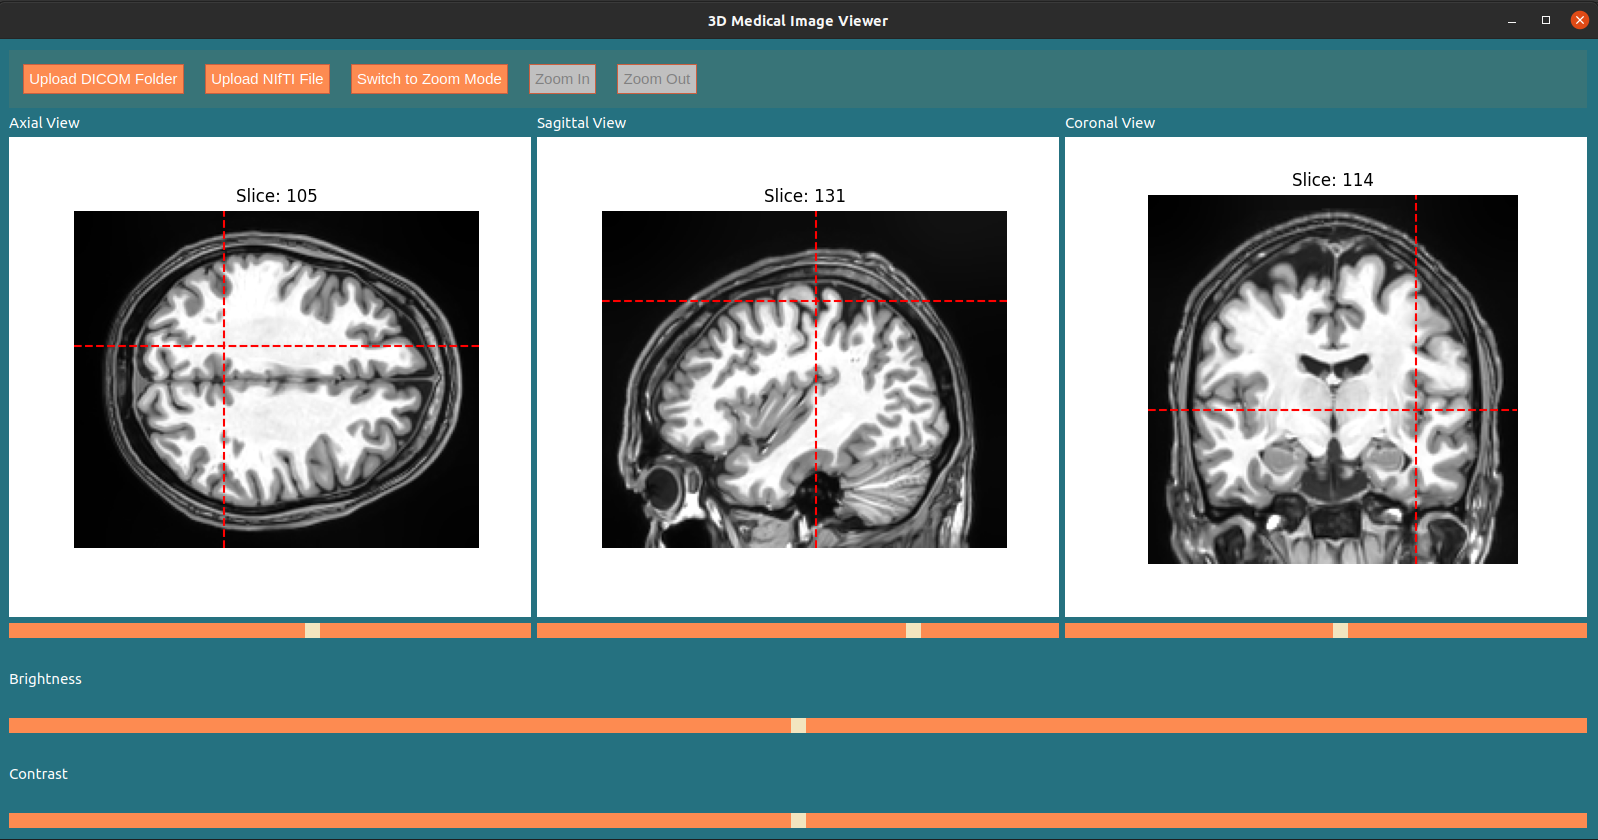 3D Medical Image Viewer
Upload DICOM Folder
Upload NIfTI File
Switch to Zoom Mode
Zoom In
Zoom Out
Axial View
Sagittal View
Coronal View
Slice: 105
Slice: 131
Slice: 114
Brightness
Contrast